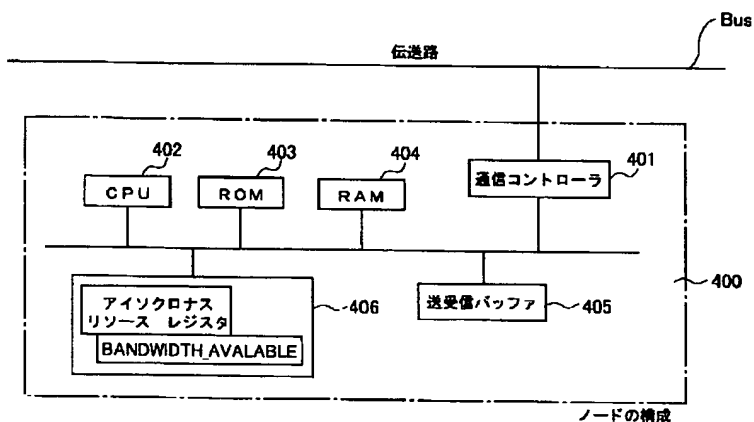 Bus
伝送路
402
403
404
401
CPU
ROM
RAM
通信コントローラ
400
アイソクロナス
リソース レジスタ
BANDWIDTH_AVALABLE
406
送受信バッファ
405
ノードの構成